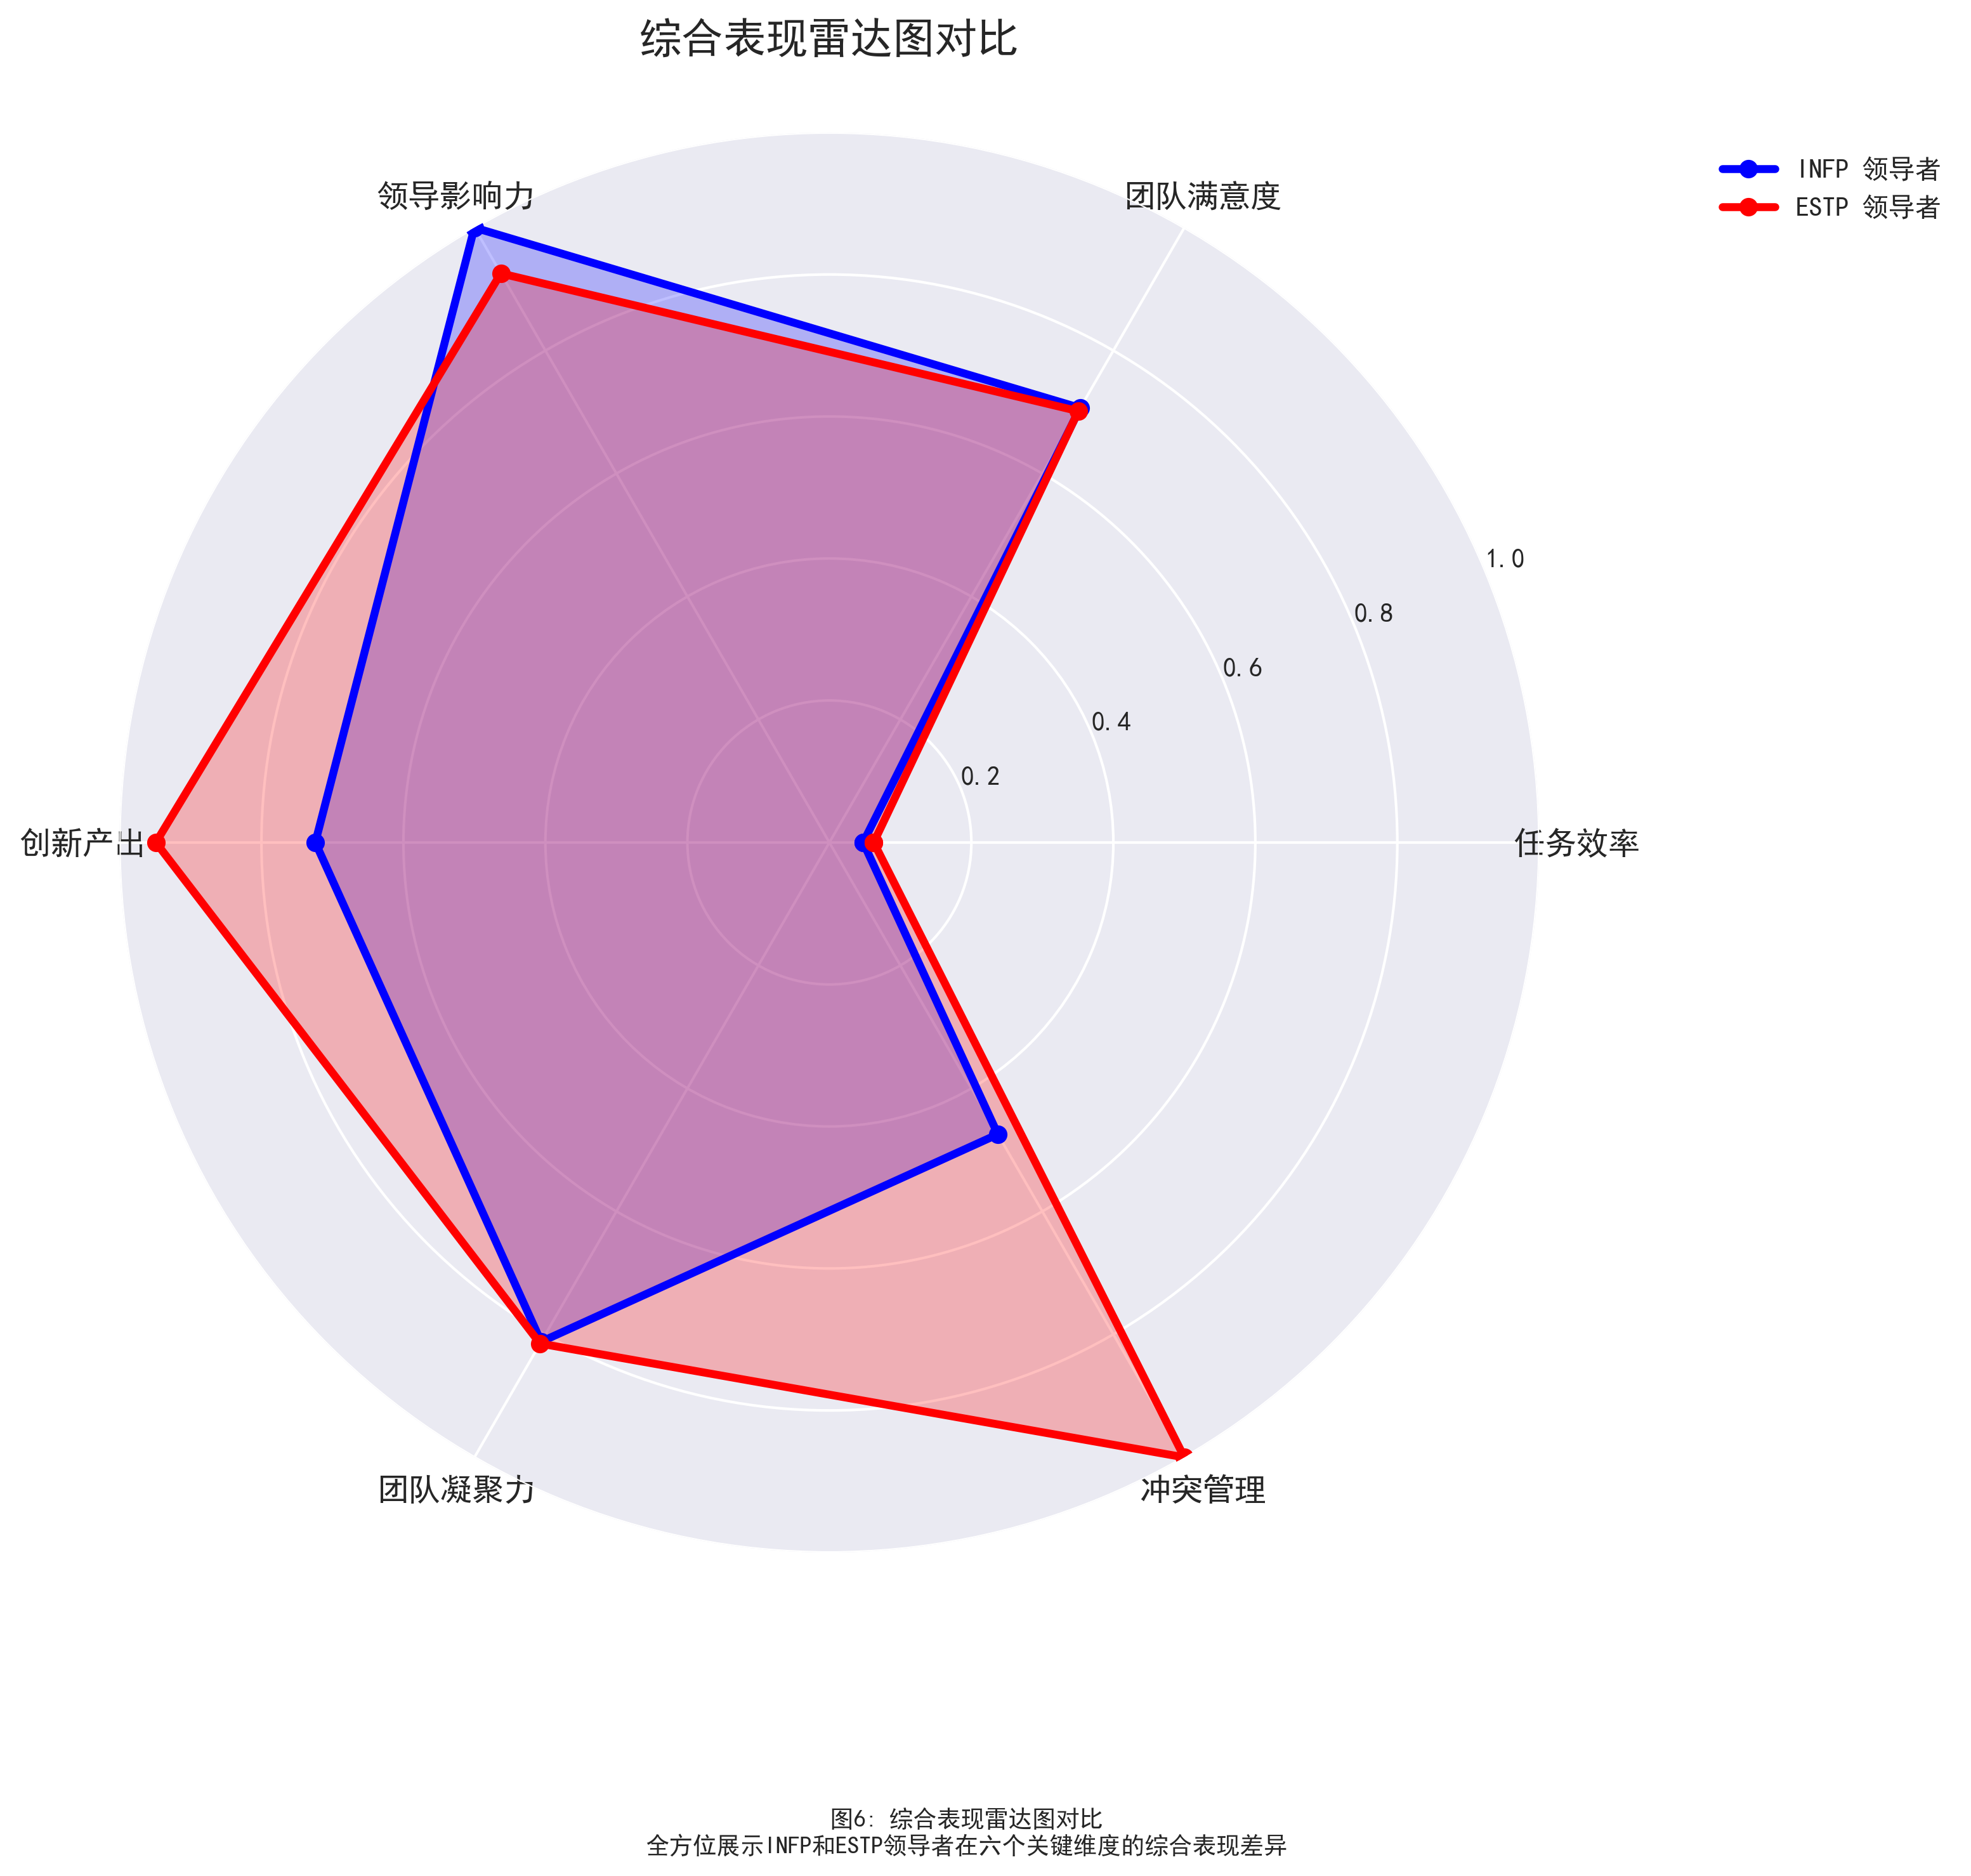 综合表现雷达图对比
INFP 领导者
ESTP 领导者
领导影响力
团队满意度
1.0
0.8
0.6
0.4
0.2
创新产出
任务效率
团队凝聚力
冲突管理
图6: 综合表现雷达图对比
全方位展示INFP和ESTP领导者在六个关键维度的综合表现差异